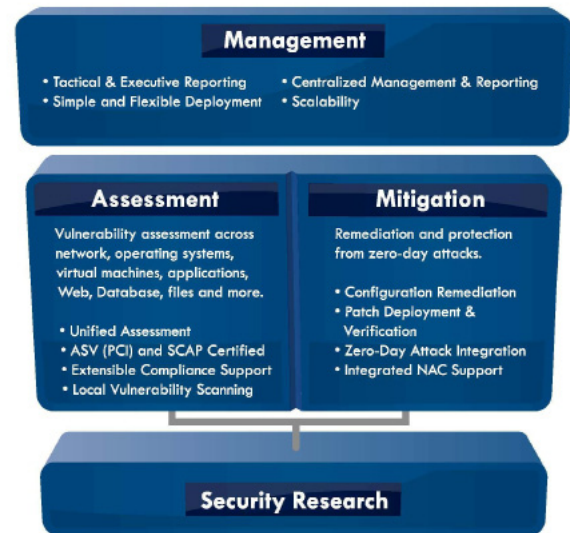 Management
• Tactical & Executive Reporting
• Simple and Flexible Deployment
• Centralized Management & Reporting
• Scalability
Assessment
Vulnerability assessment across
network, operating systems,
virtual machines, applications,
Web, Database, files and more.
• Unified Assessment
• ASV (PCI) and SCAP Certified
• Extensible Compliance Support
• Local Vulnerability Scanning
Mitigation
Remediation and protection
from zero-day attacks.
• Configuration Remediation
• Patch Deployment &
Verification
• Zero-Day Attack Integration
• Integrated NAC Support
Security Research